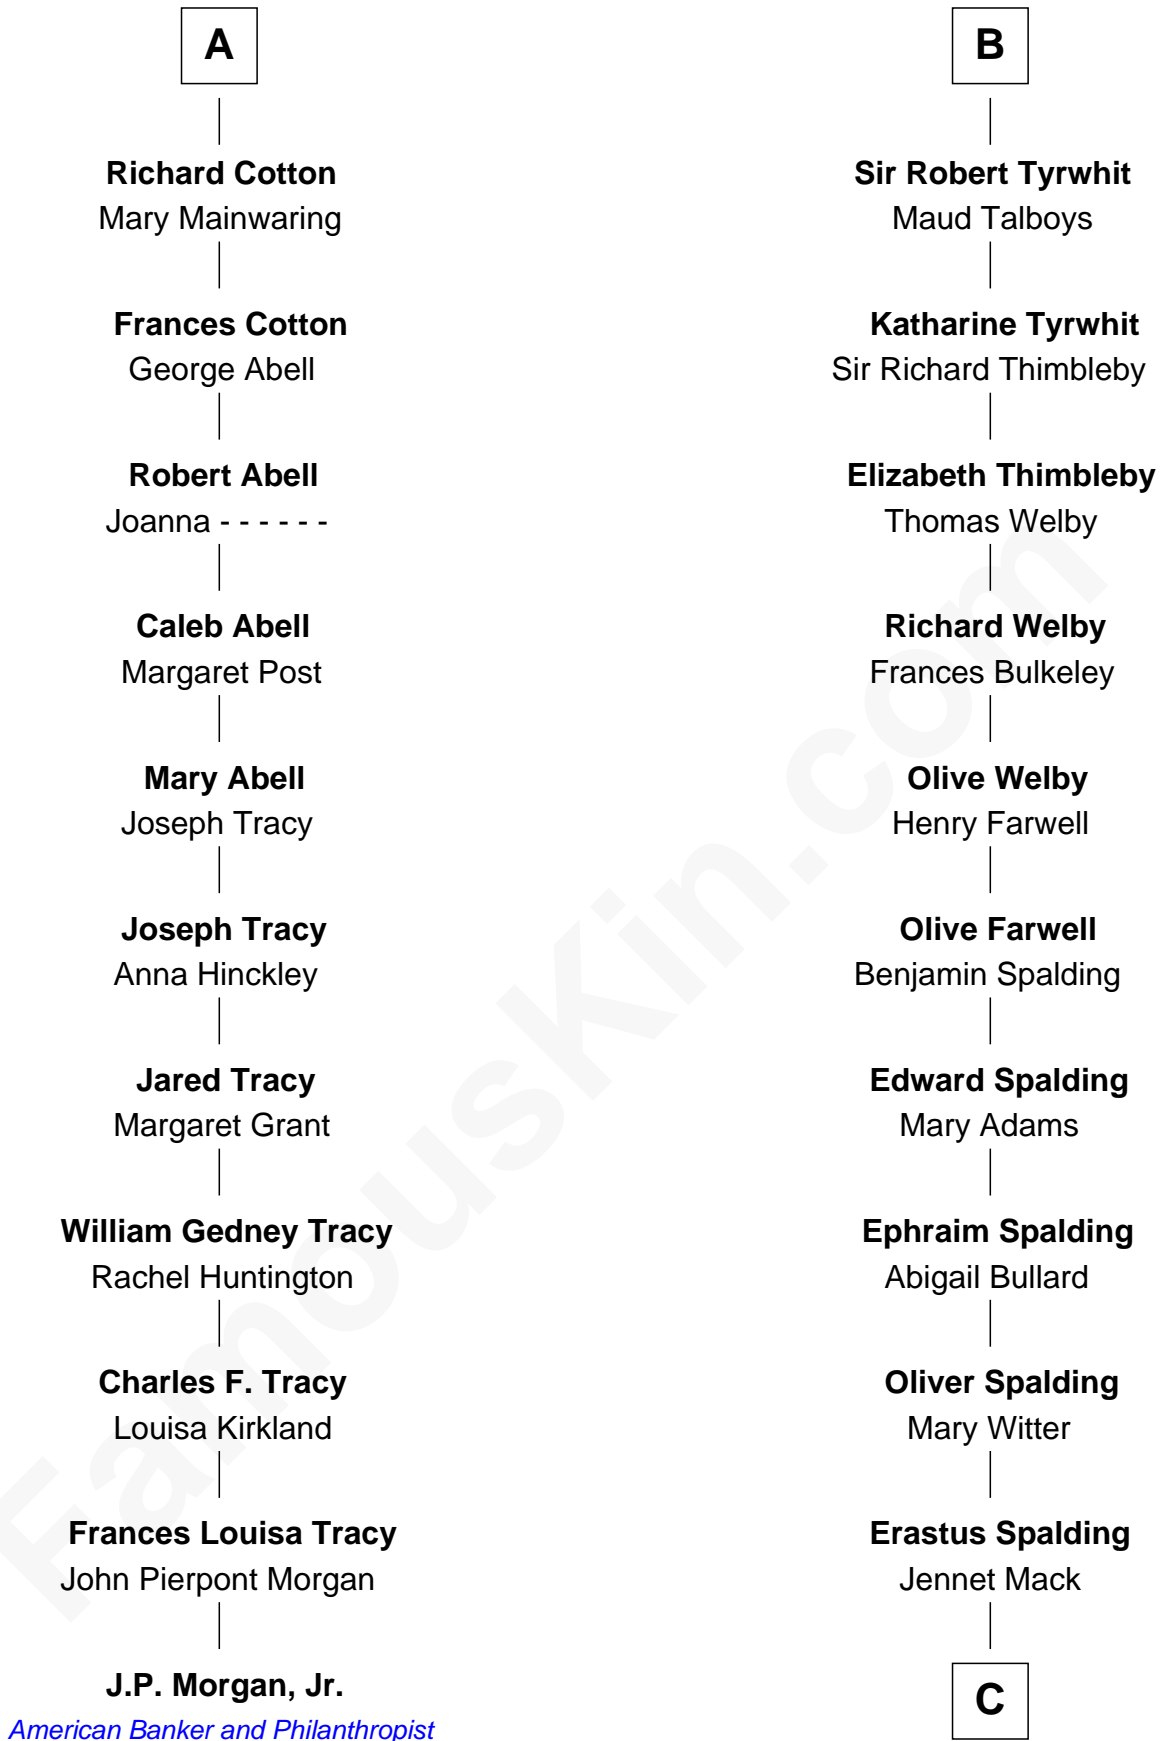 A
Richard Cotton
Mary Mainwaring
Frances Cotton
George Abell
Robert Abell
Joanna - - - - - -
Caleb Abell
Margaret Post
Mary Abell
Joseph Tracy
Joseph Tracy
Anna Hinckley
Jared Tracy
Margaret Grant
William Gedney Tracy
Rachel Huntington
Charles F. Tracy
Louisa Kirkland
Frances Louisa Tracy
John Pierpont Morgan
J.P. Morgan, Jr.
American Banker and Philanthropist
B
Sir Robert Tyrwhit
Maud Talboys
Katharine Tyrwhit
Sir Richard Thimbleby
Elizabeth Thimbleby
Thomas Welby
Richard Welby
Frances Bulkeley
Olive Welby
Henry Farwell
Olive Farwell
Benjamin Spalding
Edward Spalding
Mary Adams
Ephraim Spalding
Abigail Bullard
Oliver Spalding
Mary Witter
Erastus Spalding
Jennet Mack
C
FamousKin.com